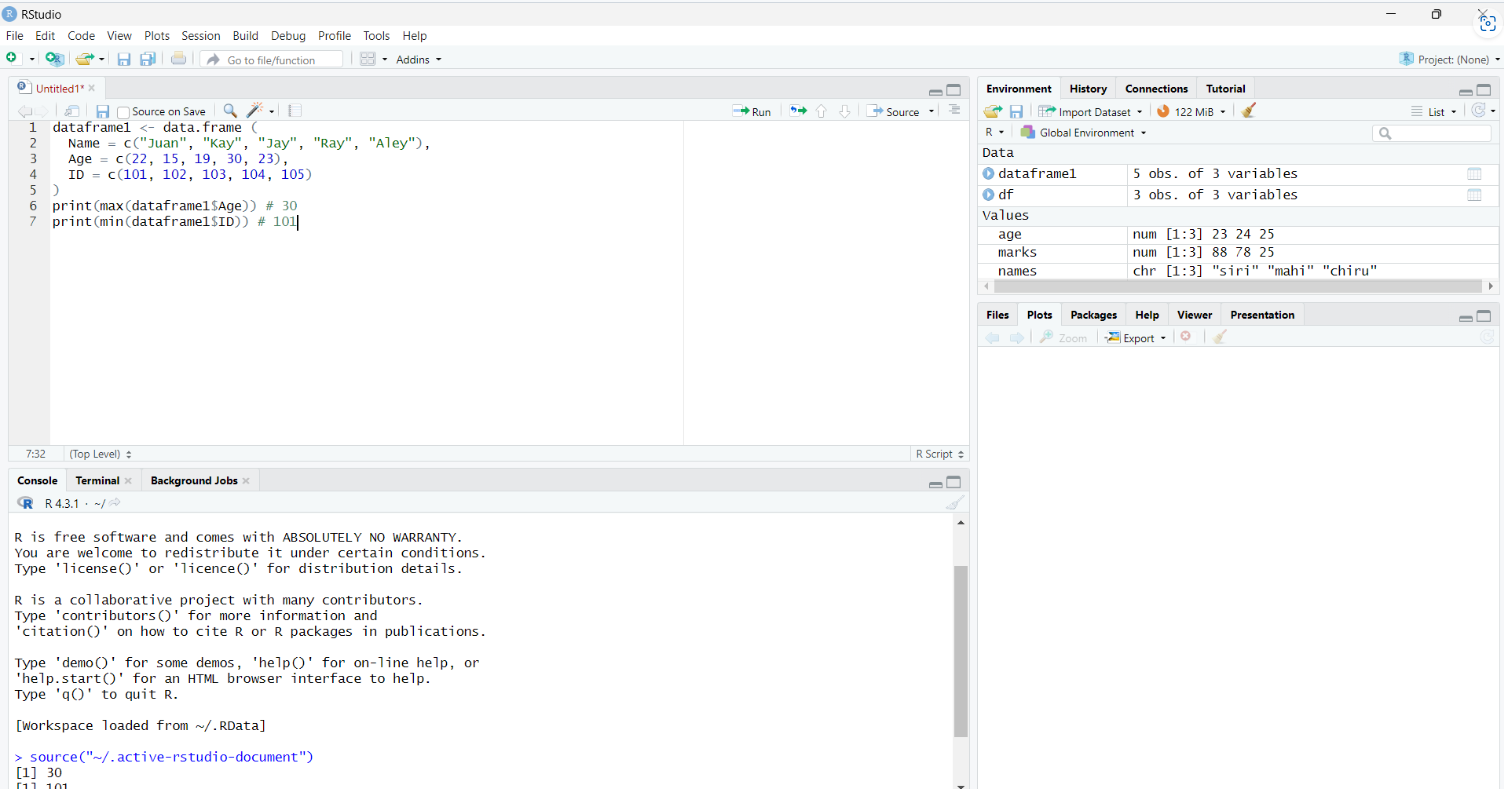 RStudio
File Edit Code View Plots Session Build Debug Profile Tools Help
Go to file/function Addins Project: (None)
Untitled1*
Source on Save Run Source
1 dataframe1 <- data.frame (
2   Name = c("Juan", "Kay", "Jay", "Ray", "Aley"),
3   Age = c(22, 15, 19, 30, 23),
4   ID = c(101, 102, 103, 104, 105)
5 )
6 print(max(dataframe1$Age)) # 30
7 print(min(dataframe1$ID)) # 101
7:32 (Top Level) R Script
Console Terminal Background Jobs
R 4.3.1 · ~/
R is free software and comes with ABSOLUTELY NO WARRANTY.
You are welcome to redistribute it under certain conditions.
Type 'license()' or 'licence()' for distribution details.
R is a collaborative project with many contributors.
Type 'contributors()' for more information and
'citation()' on how to cite R or R packages in publications.
Type 'demo()' for some demos, 'help()' for on-line help, or
'help.start()' for an HTML browser interface to help.
Type 'q()' to quit R.
[Workspace loaded from ~/.RData]
> source("~/.active-rstudio-document")
[1] 30
[1] 101
Environment History Connections Tutorial
Import Dataset 122 MiB List
R Global Environment
Data
dataframe1 5 obs. of 3 variables
df 3 obs. of 3 variables
Values
age num [1:3] 23 24 25
marks num [1:3] 88 78 25
names chr [1:3] "siri" "mahi" "chiru"
Files Plots Packages Help Viewer Presentation
Zoom Export